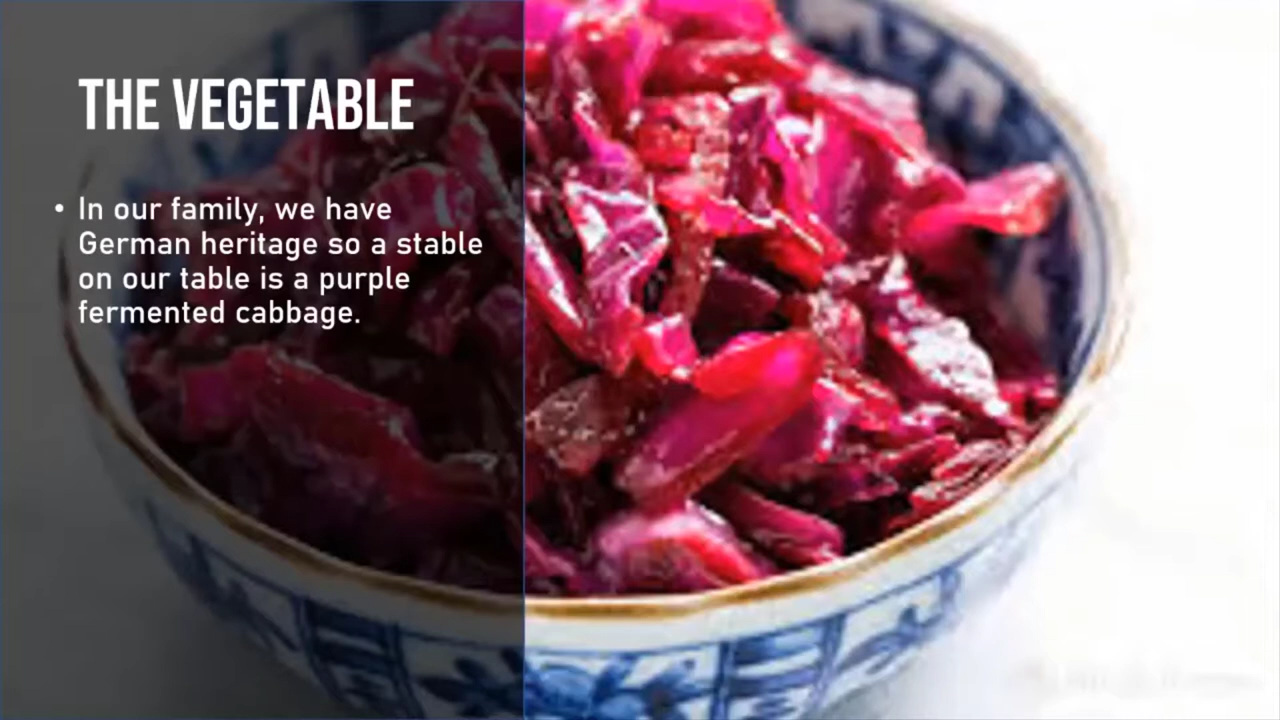 THE VEGETABLE
• In our family, we have
German heritage so a stable
on our table is a purple
fermented cabbage.